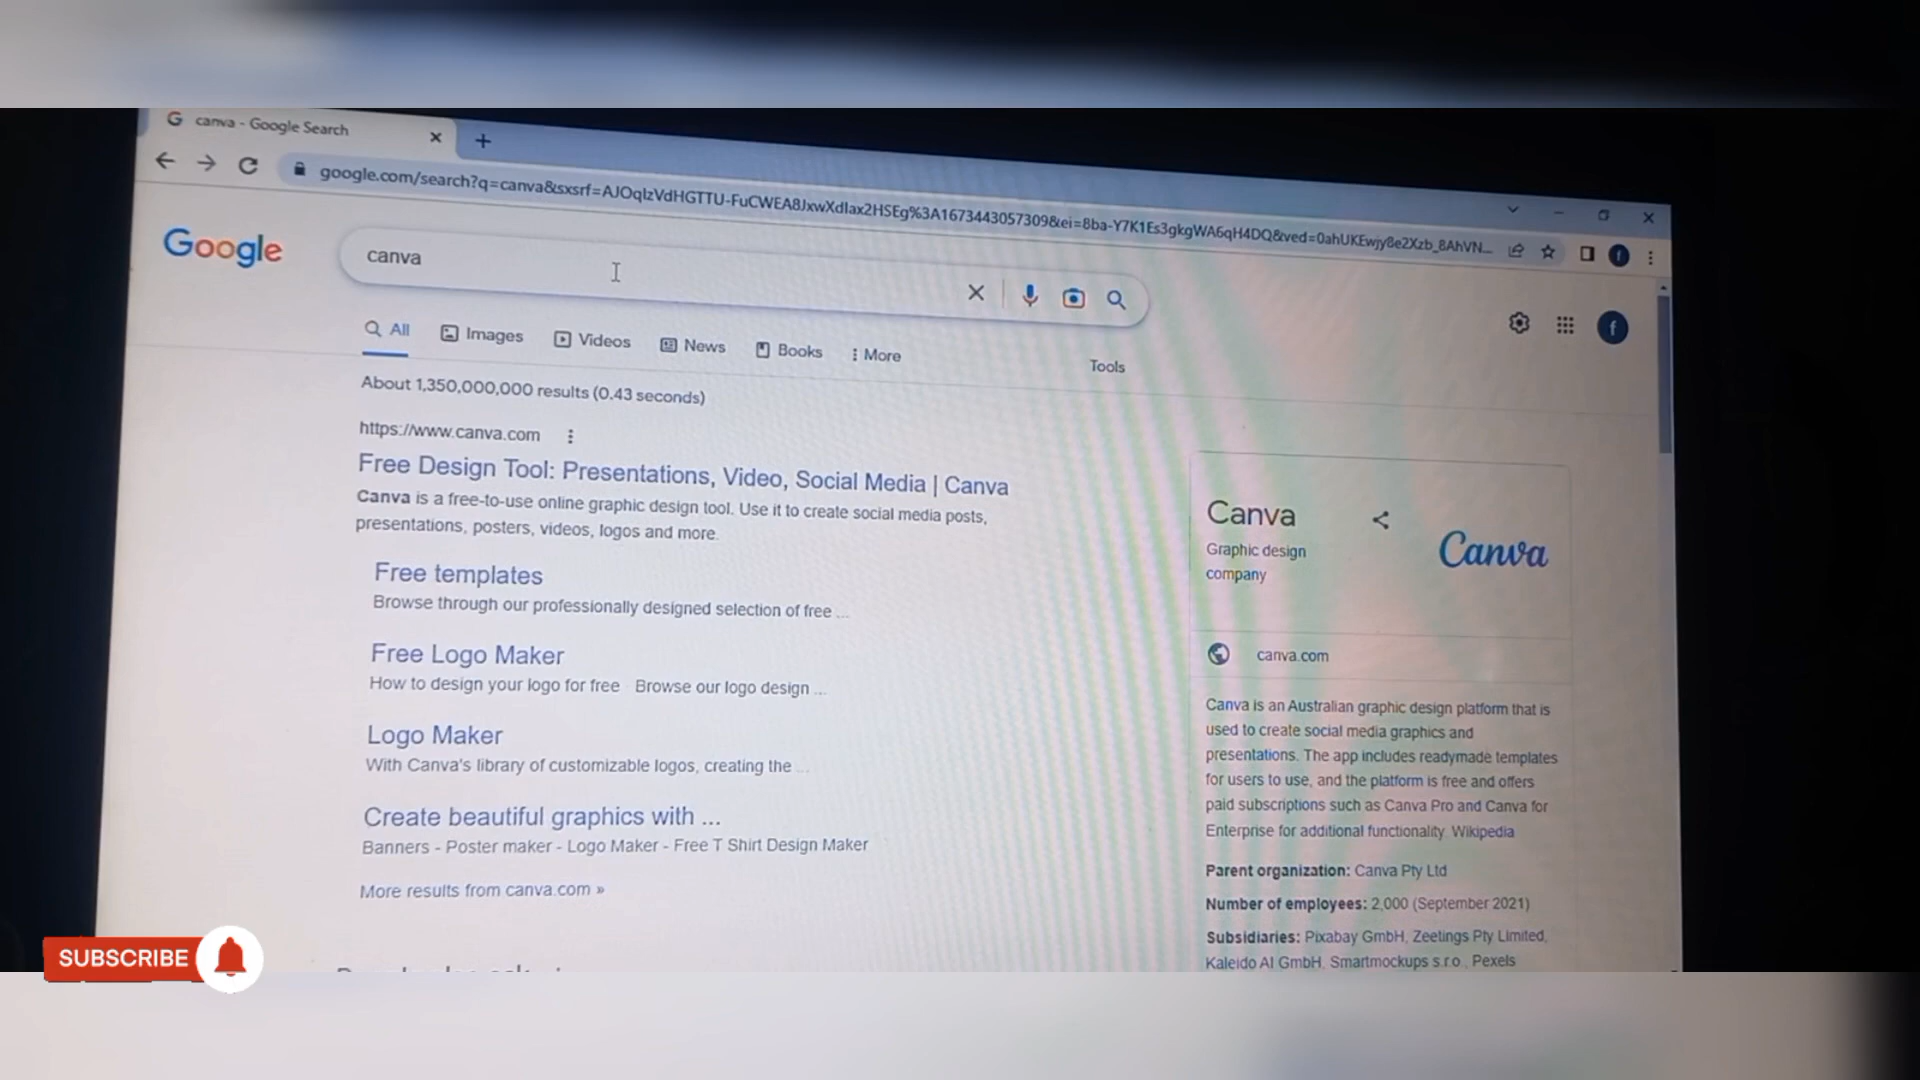 canva - Google Search
google.com/search?q=canva&sxsrf=AJOqlzVdHGTTU-FuCWEA8JxwXdIax2HSEg%3A1673443057309&ei=8ba-Y7K1Es3gkgWA6qH4DQ&ved=0ahUKEwjy8e2Xzb_8AhVN...
Google
canva
All Images Videos News Books More
Tools
f
About 1,350,000,000 results (0.43 seconds)
https://www.canva.com
Free Design Tool: Presentations, Video, Social Media | Canva
Canva is a free-to-use online graphic design tool. Use it to create social media posts,
presentations, posters, videos, logos and more.
Free templates
Browse through our professionally designed selection of free ...
Free Logo Maker
How to design your logo for free · Browse our logo design ...
Logo Maker
With Canva's library of customizable logos, creating the ...
Create beautiful graphics with ...
Banners - Poster maker - Logo Maker - Free T Shirt Design Maker
More results from canva.com »
Canva
Graphic design
company
Canva
canva.com
Canva is an Australian graphic design platform that is
used to create social media graphics and
presentations. The app includes readymade templates
for users to use, and the platform is free and offers
paid subscriptions such as Canva Pro and Canva for
Enterprise for additional functionality. Wikipedia
Parent organization: Canva Pty Ltd
Number of employees: 2,000 (September 2021)
Subsidiaries: Pixabay GmbH, Zeetings Pty Limited,
Kaleido AI GmbH, Smartmockups s.r.o., Pexels
SUBSCRIBE